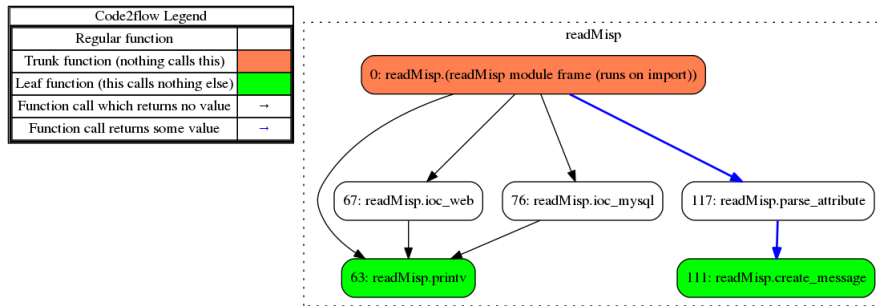 Code2flow Legend
Regular function
Trunk function (nothing calls this)
Leaf function (this calls nothing else)
Function call which returns no value →
Function call returns some value →
readMisp
0: readMisp.(readMisp module frame (runs on import))
67: readMisp.ioc_web
76: readMisp.ioc_mysql
117: readMisp.parse_attribute
63: readMisp.printv
111: readMisp.create_message